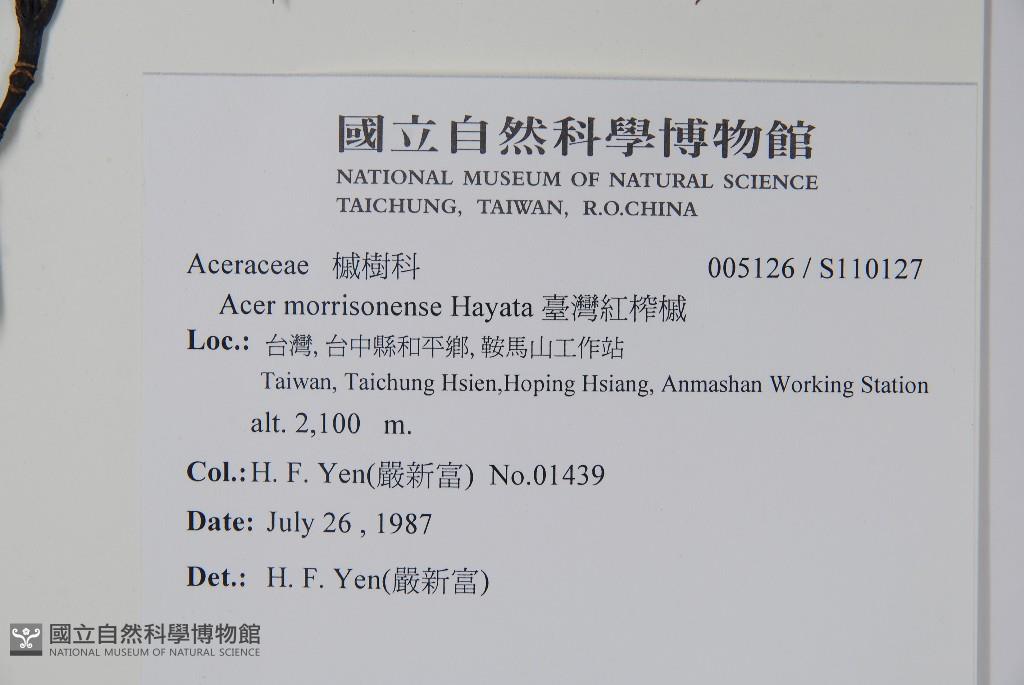 國立自然科學博物館
NATIONAL MUSEUM OF NATURAL SCIENCE
TAICHUNG, TAIWAN, R.O.CHINA
Aceraceae 槭樹科 005126 / S110127
Acer morrisonense Hayata 臺灣紅榨槭
Loc.: 台灣, 台中縣和平鄉, 鞍馬山工作站
Taiwan, Taichung Hsien,Hoping Hsiang, Anmashan Working Station
alt. 2,100 m.
Col.: H. F. Yen(嚴新富) No.01439
Date: July 26 , 1987
Det.: H. F. Yen(嚴新富)
國立自然科學博物館
NATIONAL MUSEUM OF NATURAL SCIENCE